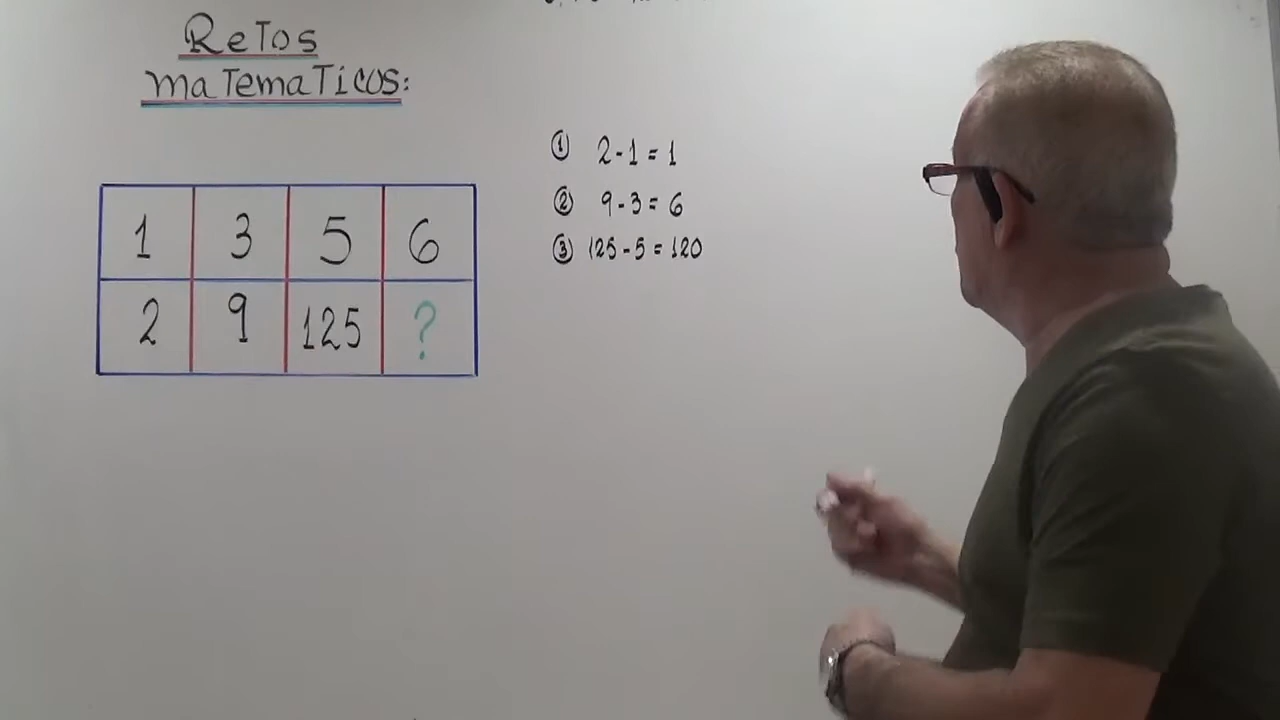 ReTos
maTemaTicos:
1 3 5 6
2 9 125 ?
① 2-1=1
② 9-3=6
③ 125-5=120